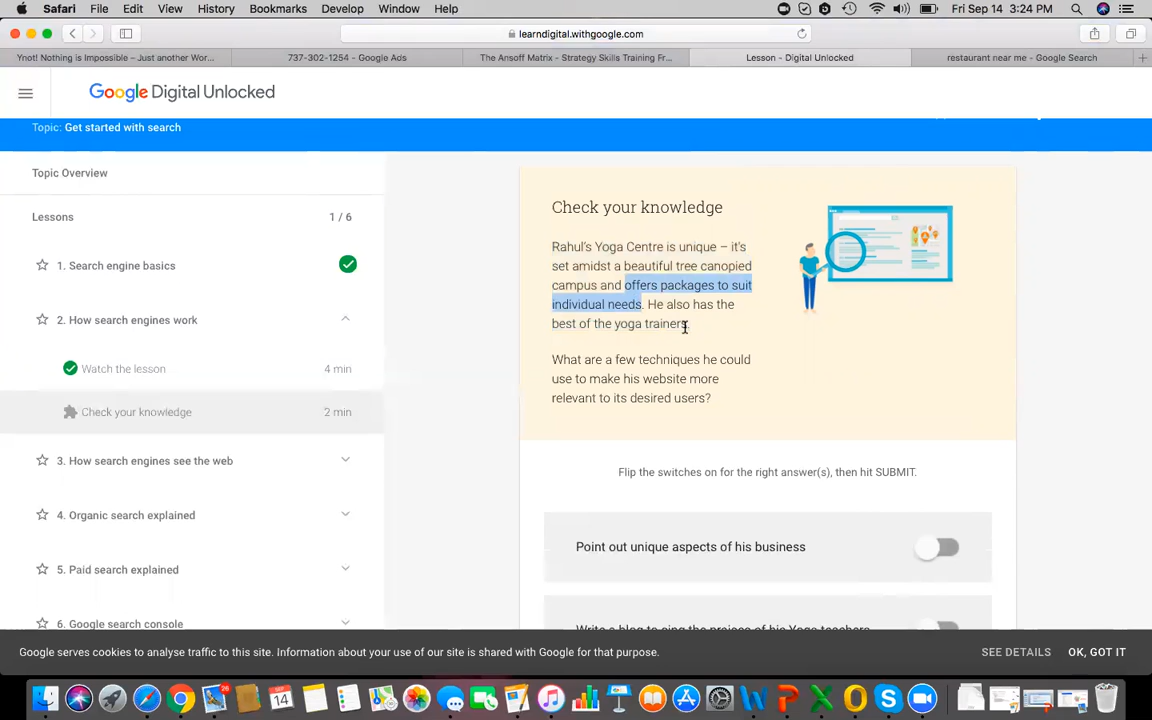 Safari File Edit View History Bookmarks Develop Window Help Fri Sep 14 3:24 PM
learndigital.withgoogle.com
Ynot! Nothing is Impossible – Just another Wor... 737-302-1254 - Google Ads The Ansoff Matrix - Strategy Skills Training Fr... Lesson - Digital Unlocked restaurant near me - Google Search
Google Digital Unlocked
Topic: Get started with search
Topic Overview
Lessons 1 / 6
1. Search engine basics
2. How search engines work
Watch the lesson 4 min
Check your knowledge 2 min
3. How search engines see the web
4. Organic search explained
5. Paid search explained
6. Google search console
Check your knowledge
Rahul's Yoga Centre is unique – it's
set amidst a beautiful tree canopied
campus and offers packages to suit
individual needs. He also has the
best of the yoga trainers.
What are a few techniques he could
use to make his website more
relevant to its desired users?
Flip the switches on for the right answer(s), then hit SUBMIT.
Point out unique aspects of his business
Write a blog to sing the praises of his Yoga teachers
Google serves cookies to analyse traffic to this site. Information about your use of our site is shared with Google for that purpose. SEE DETAILS OK, GOT IT